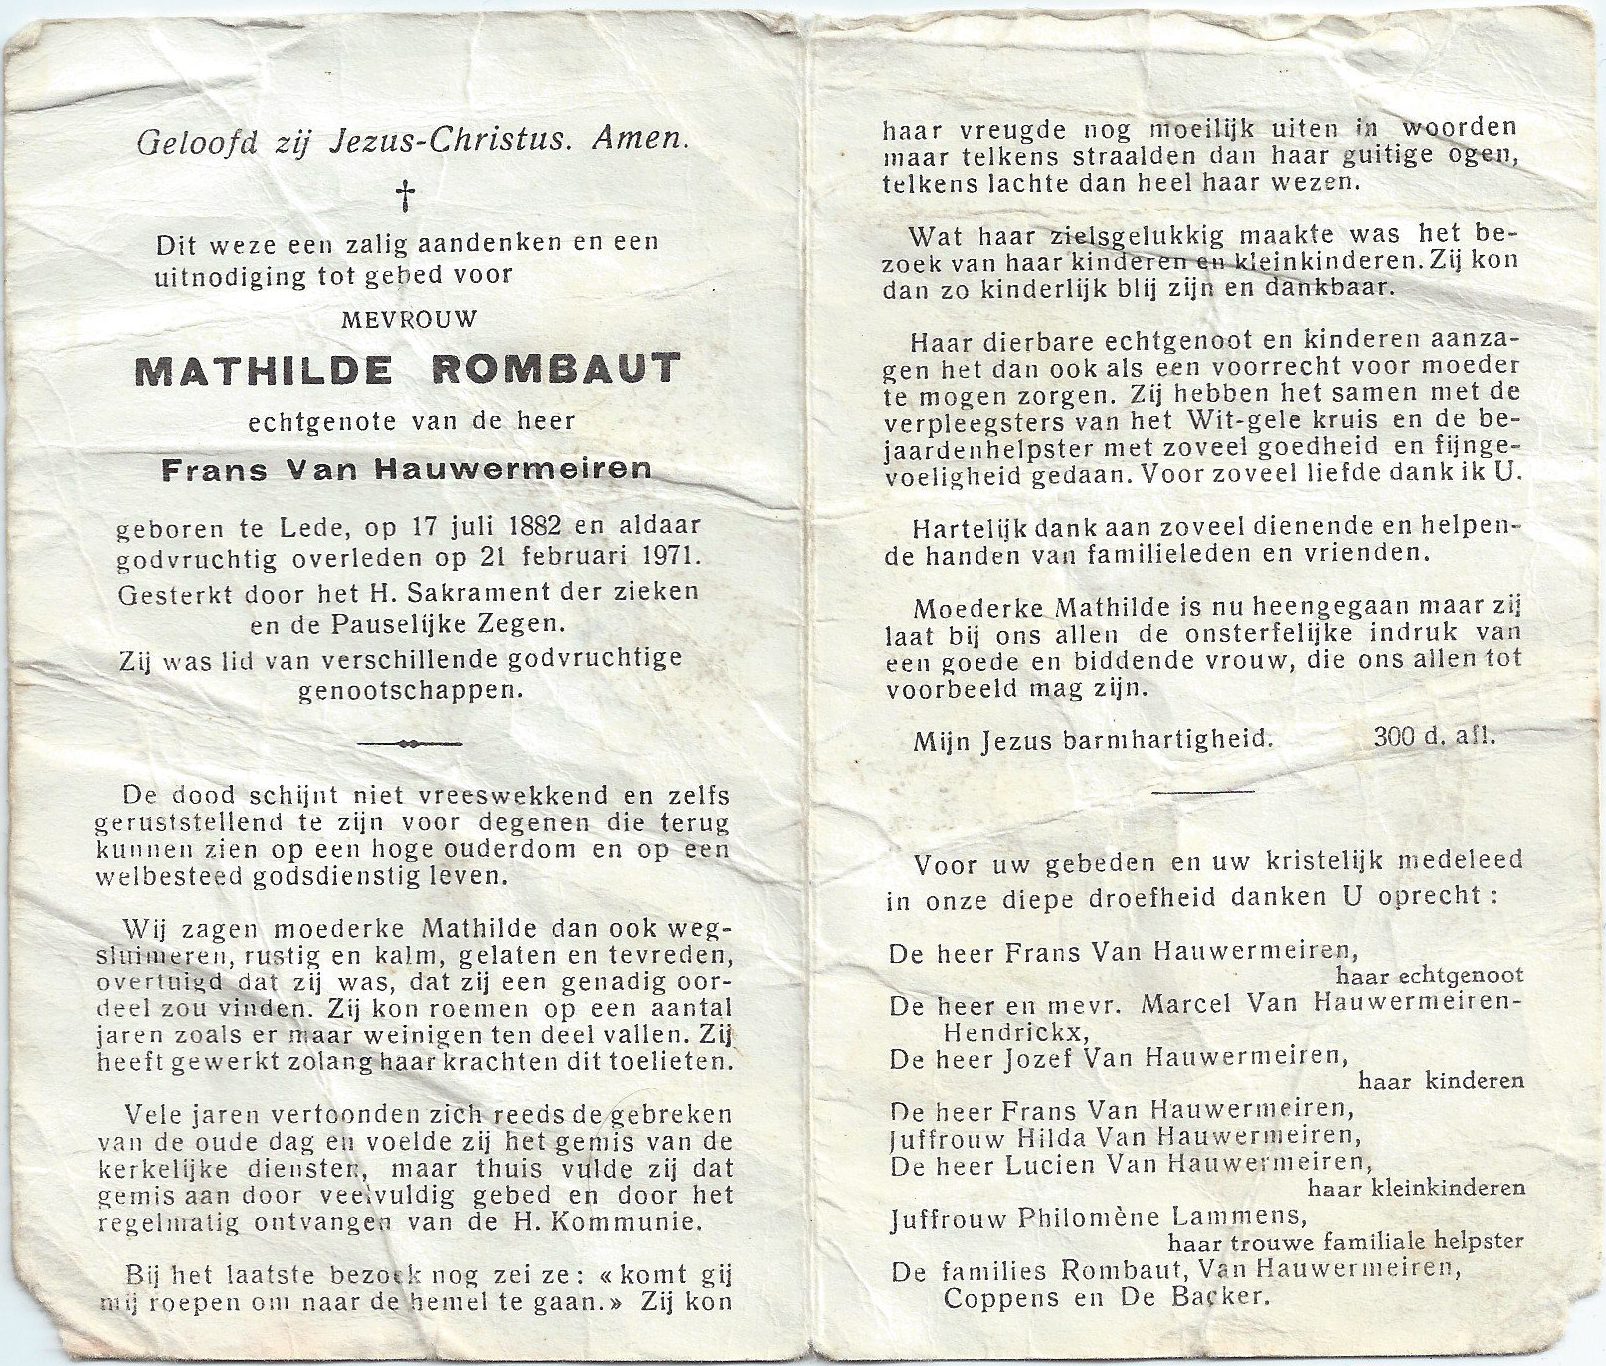 Geloofd zij Jezus-Christus. Amen.
†
Dit weze een zalig aandenken en een
uitnodiging tot gebed voor
MEVROUW
MATHILDE ROMBAUT
echtgenote van de heer
Frans Van Hauwermeiren
geboren te Lede, op 17 juli 1882 en aldaar
godvruchtig overleden op 21 februari 1971.
Gesterkt door het H. Sakrament der zieken
en de Pauselijke Zegen.
Zij was lid van verschillende godvruchtige
genootschappen.
De dood schijnt niet vreeswekkend en zelfs
geruststellend te zijn voor degenen die terug
kunnen zien op een hoge ouderdom en op een
welbesteed godsdienstig leven.
Wij zagen moederke Mathilde dan ook weg-
sluimeren, rustig en kalm, gelaten en tevreden,
overtuigd dat zij was, dat zij een genadig oor-
deel zou vinden. Zij kon roemen op een aantal
jaren zoals er maar weinigen ten deel vallen. Zij
heeft gewerkt zolang haar krachten dit toelieten.
Vele jaren vertoonden zich reeds de gebreken
van de oude dag en voelde zij het gemis van de
kerkelijke diensten, maar thuis vulde zij dat
gemis aan door veelvuldig gebed en door het
regelmatig ontvangen van de H. Kommunie.
Bij het laatste bezoek nog zei ze: « komt gij
mij roepen om naar de hemel te gaan. » Zij kon
haar vreugde nog moeilijk uiten in woorden
maar telkens straalden dan haar guitige ogen,
telkens lachte dan heel haar wezen.
Wat haar zielsgelukkig maakte was het be-
zoek van haar kinderen en kleinkinderen. Zij kon
dan zo kinderlijk blij zijn en dankbaar.
Haar dierbare echtgenoot en kinderen aanza-
gen het dan ook als een voorrecht voor moeder
te mogen zorgen. Zij hebben het samen met de
verpleegsters van het Wit-gele kruis en de be-
jaardenhelpster met zoveel goedheid en fijnge-
voeligheid gedaan. Voor zoveel liefde dank ik U.
Hartelijk dank aan zoveel dienende en helpen-
de handen van familieleden en vrienden.
Moederke Mathilde is nu heengegaan maar zij
laat bij ons allen de onsterfelijke indruk van
een goede en biddende vrouw, die ons allen tot
voorbeeld mag zijn.
Mijn Jezus barmhartigheid. 300 d. afl.
Voor uw gebeden en uw kristelijk medeleed
in onze diepe droefheid danken U oprecht :
De heer Frans Van Hauwermeiren,
haar echtgenoot
De heer en mevr. Marcel Van Hauwermeiren-
Hendrickx,
De heer Jozef Van Hauwermeiren,
haar kinderen
De heer Frans Van Hauwermeiren,
Juffrouw Hilda Van Hauwermeiren,
De heer Lucien Van Hauwermeiren,
haar kleinkinderen
Juffrouw Philomène Lammens,
haar trouwe familiale helpster
De families Rombaut, Van Hauwermeiren,
Coppens en De Backer.